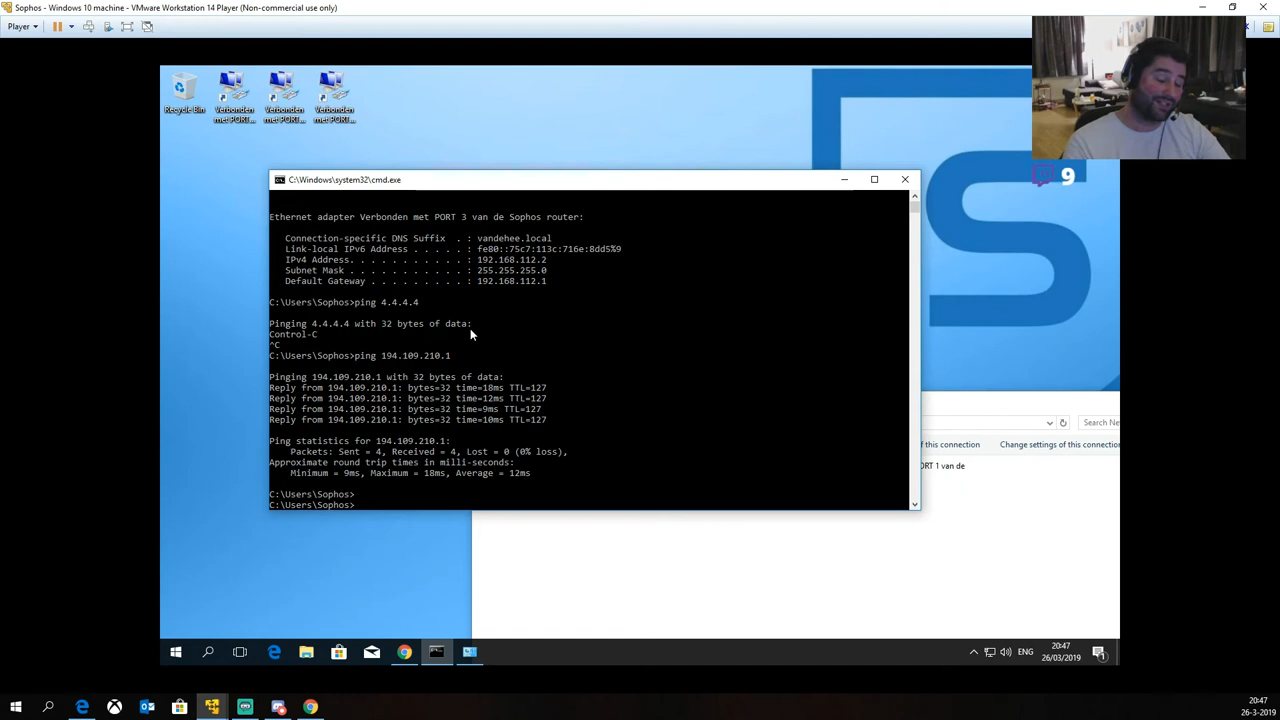 Sophos - Windows 10 machine - VMware Workstation 14 Player (Non-commercial use only)
Player
Recycle Bin
Verbonden met PORT...
Verbonden met PORT...
Verbonden met PORT...
9
C:\Windows\system32\cmd.exe
Ethernet adapter Verbonden met PORT 3 van de Sophos router:
Connection-specific DNS Suffix . : vandehee.local
Link-local IPv6 Address . . . . . : fe80::75c7:113c:716e:8dd5%9
IPv4 Address. . . . . . . . . . . : 192.168.112.2
Subnet Mask . . . . . . . . . . . : 255.255.255.0
Default Gateway . . . . . . . . . : 192.168.112.1
C:\Users\Sophos>ping 4.4.4.4
Pinging 4.4.4.4 with 32 bytes of data:
Control-C
^C
C:\Users\Sophos>ping 194.109.210.1
Pinging 194.109.210.1 with 32 bytes of data:
Reply from 194.109.210.1: bytes=32 time=18ms TTL=127
Reply from 194.109.210.1: bytes=32 time=12ms TTL=127
Reply from 194.109.210.1: bytes=32 time=9ms TTL=127
Reply from 194.109.210.1: bytes=32 time=10ms TTL=127
Ping statistics for 194.109.210.1:
Packets: Sent = 4, Received = 4, Lost = 0 (0% loss),
Approximate round trip times in milli-seconds:
Minimum = 9ms, Maximum = 18ms, Average = 12ms
C:\Users\Sophos>
C:\Users\Sophos>
Search Ne
of this connection Change settings of this connection
PORT 1 van de
ENG
20:47
26/03/2019
20:47
26-3-2019